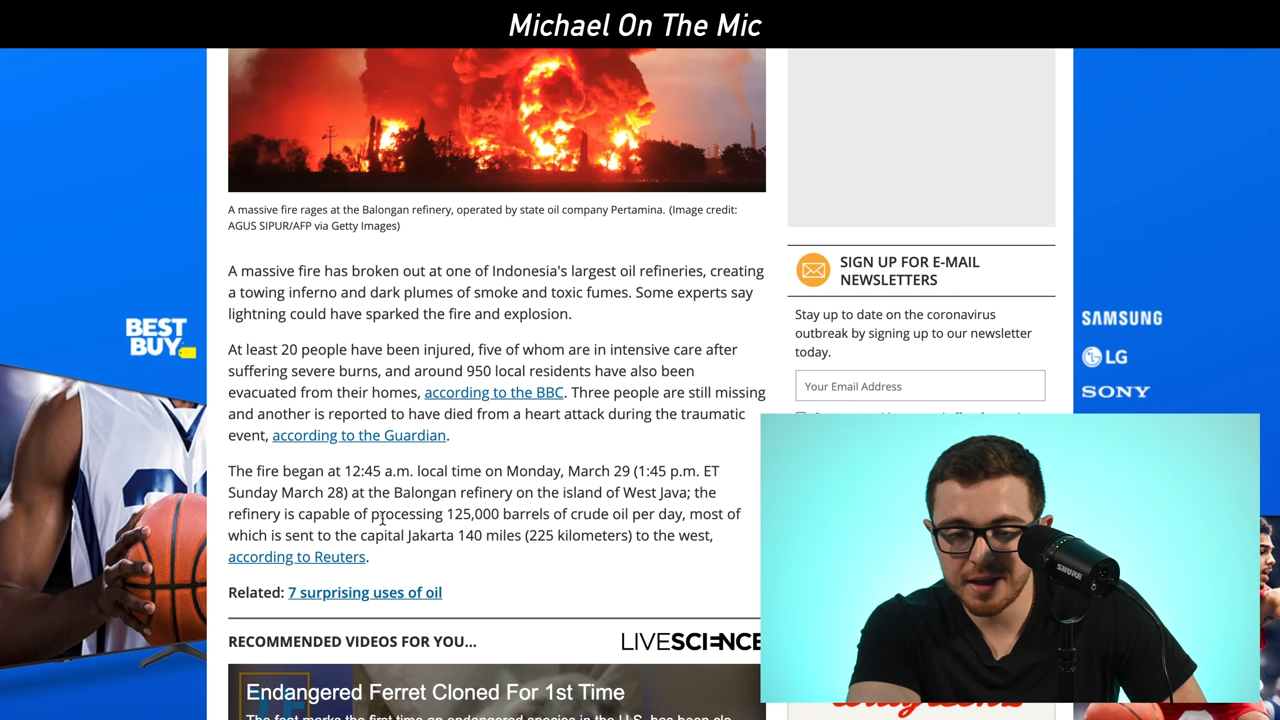 Michael On The Mic
A massive fire rages at the Balongan refinery, operated by state oil company Pertamina. (Image credit:
AGUS SIPUR/AFP via Getty Images)
A massive fire has broken out at one of Indonesia's largest oil refineries, creating
a towing inferno and dark plumes of smoke and toxic fumes. Some experts say
lightning could have sparked the fire and explosion.
At least 20 people have been injured, five of whom are in intensive care after
suffering severe burns, and around 950 local residents have also been
evacuated from their homes, according to the BBC. Three people are still missing
and another is reported to have died from a heart attack during the traumatic
event, according to the Guardian.
The fire began at 12:45 a.m. local time on Monday, March 29 (1:45 p.m. ET
Sunday March 28) at the Balongan refinery on the island of West Java; the
refinery is capable of processing 125,000 barrels of crude oil per day, most of
which is sent to the capital Jakarta 140 miles (225 kilometers) to the west,
according to Reuters.
Related: 7 surprising uses of oil
RECOMMENDED VIDEOS FOR YOU...
LIVESCIENCE
Endangered Ferret Cloned For 1st Time
SIGN UP FOR E-MAIL
NEWSLETTERS
Stay up to date on the coronavirus
outbreak by signing up to our newsletter
today.
Your Email Address
BEST
BUY
SAMSUNG
LG
SONY
SHURE